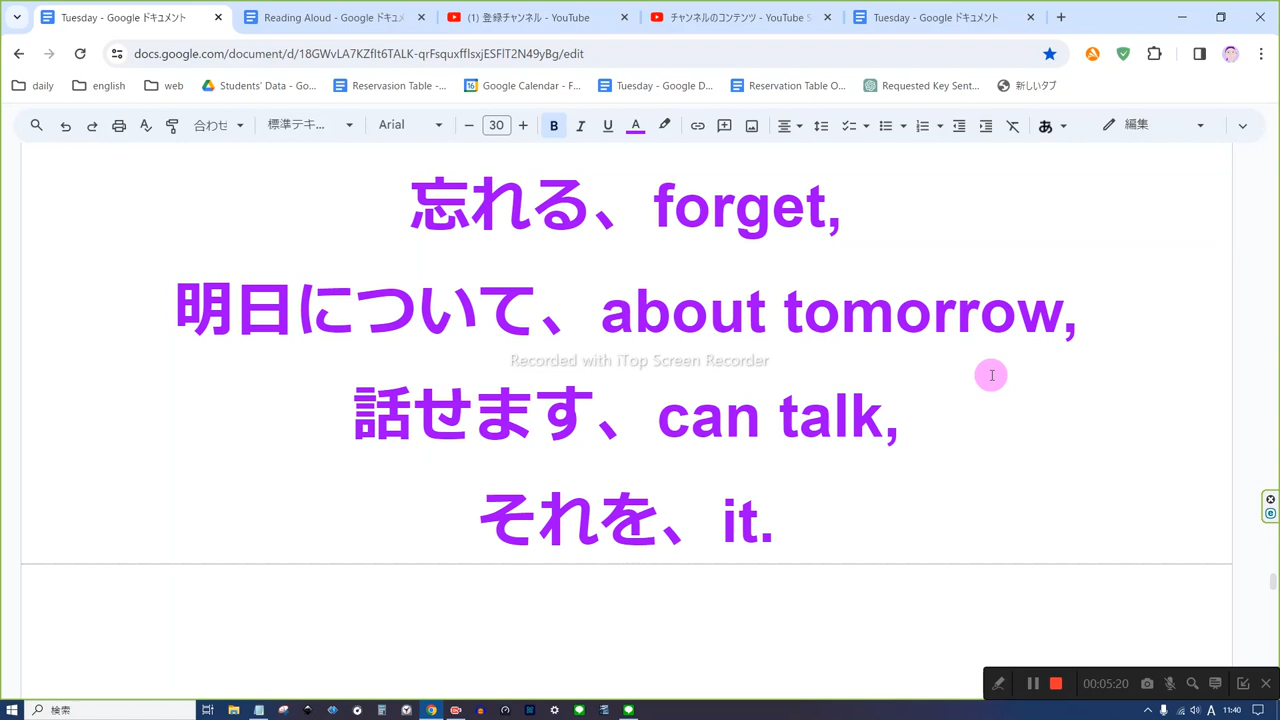 Tuesday - Google ドキュメント
Reading Aloud - Google ドキュメ
(1) 登録チャンネル - YouTube
チャンネルのコンテンツ - YouTube S
Tuesday - Google ドキュメント
docs.google.com/document/d/18GWvLA7KZfIt6TALK-qrFsquxfflsxjESFlT2N49yBg/edit
daily
english
web
Students' Data - Go...
Reservasion Table -...
Google Calendar - F...
Tuesday - Google D...
Reservation Table O...
Requested Key Sent...
新しいタブ
合わせ
標準テキ...
Arial
30
編集
忘れる、forget,
明日について、about tomorrow,
Recorded with iTop Screen Recorder
話せます、can talk,
それを、it.
00:05:20
検索
A
11:40